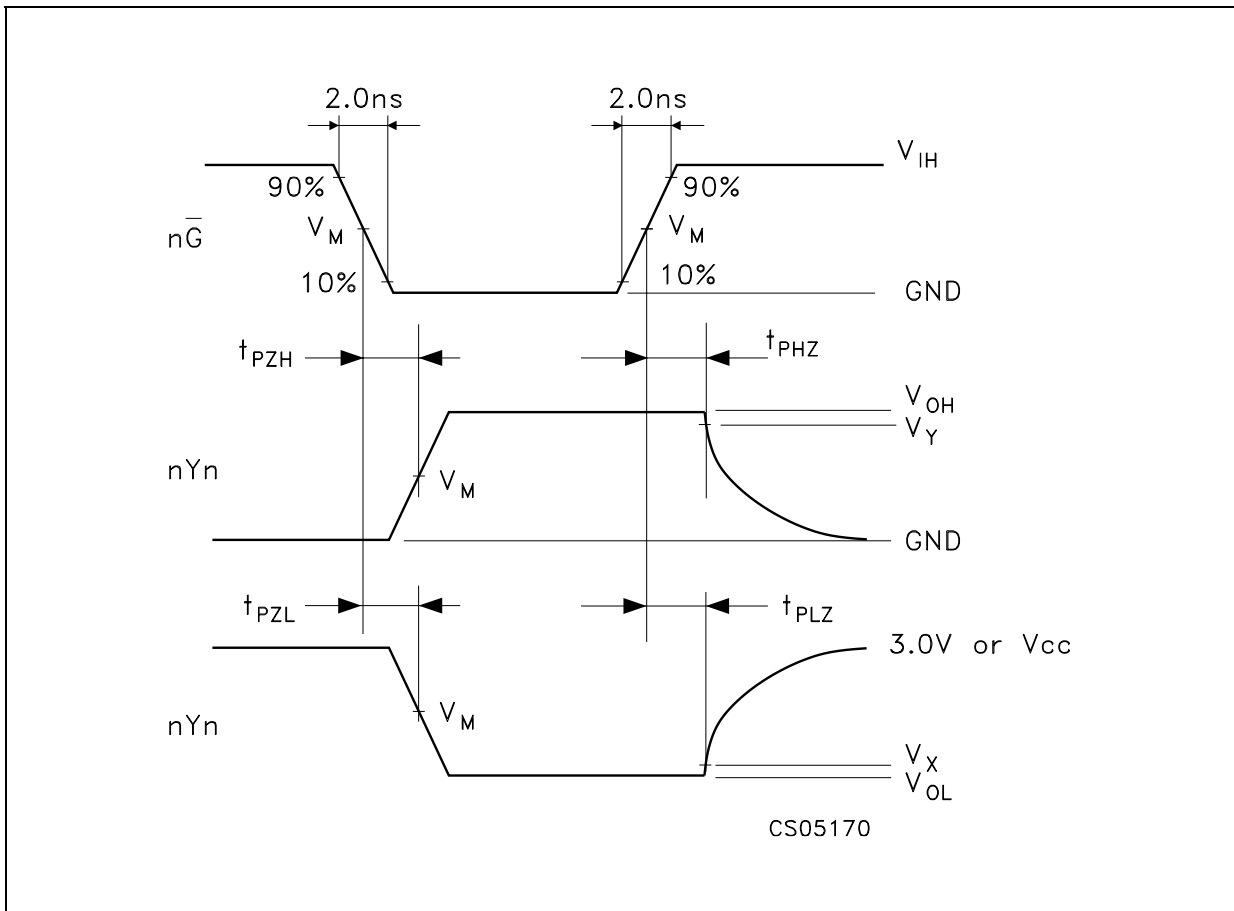 2.0ns 2.0ns
V_IH
90% 90%
nG̅ V_M V_M
10% 10%
GND
t_PZH t_PHZ
V_OH
V_Y
nYn V_M
GND
t_PZL t_PLZ
3.0V or Vcc
nYn V_M
V_X
V_OL
CS05170